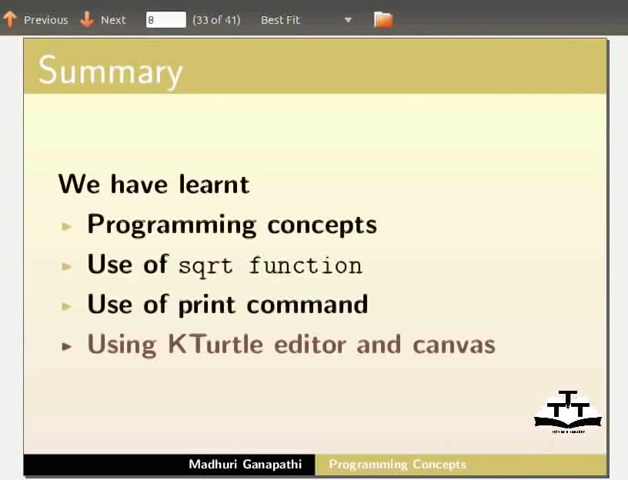 Previous Next 8 (33 of 41) Best Fit
Summary
We have learnt
Programming concepts
Use of sqrt function
Use of print command
Using KTurtle editor and canvas
TTT
Madhuri Ganapathi Programming Concepts